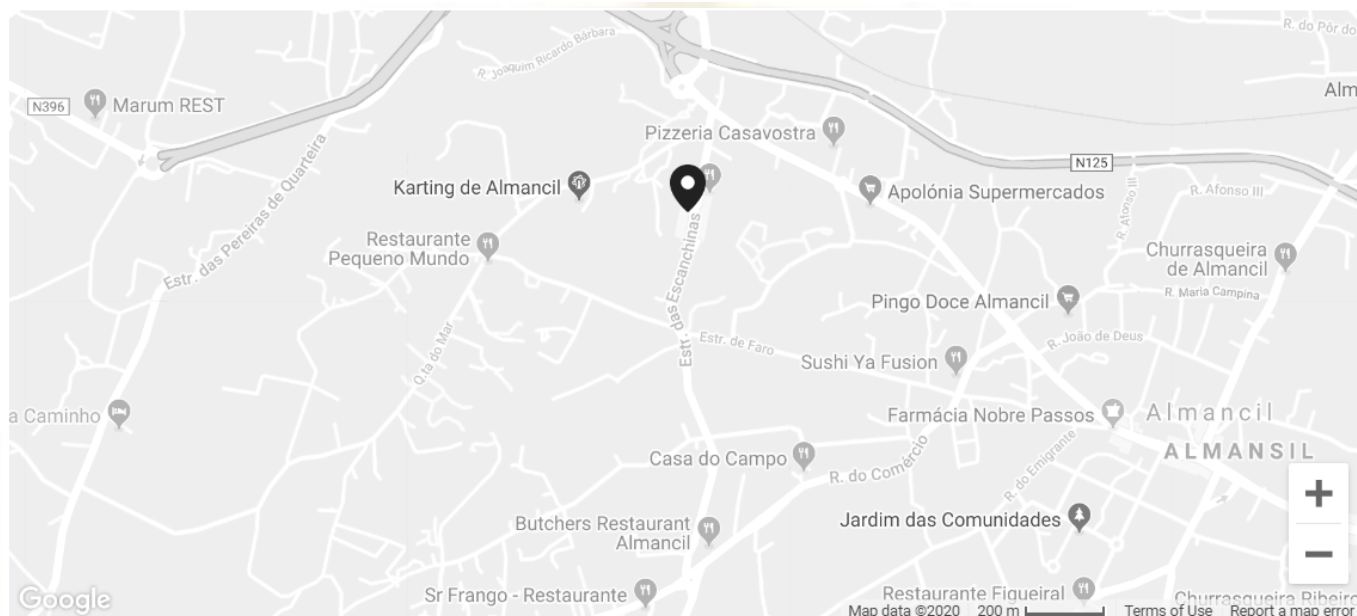 R. do Pór do
R. Joaquim Ricardo Bárbara
Alm
N396
Marum REST
Pizzeria Casavostra
N125
Karting de Almancil
Apolónia Supermercados
R. Afonso III
R. Afonso III
Estr. das Pereiras de Quarteira
Restaurante
Pequeno Mundo
Estr. das Escanchinas
Churrasqueira
de Almancil
R. Maria Campina
Pingo Doce Almancil
Q.ta do Mar
Estr. de Faro
R. João de Deus
Sushi Ya Fusion
a Caminho
Farmácia Nobre Passos
Almancil
ALMANSIL
Casa do Campo
R. do Comércio
R. do Emigrante
Butchers Restaurant
Almancil
Jardim das Comunidades
Sr Frango - Restaurante
Restaurante Figueiral
Churrasqueira Ribeiro
Google
Map data ©2020 200 m Terms of Use Report a map error